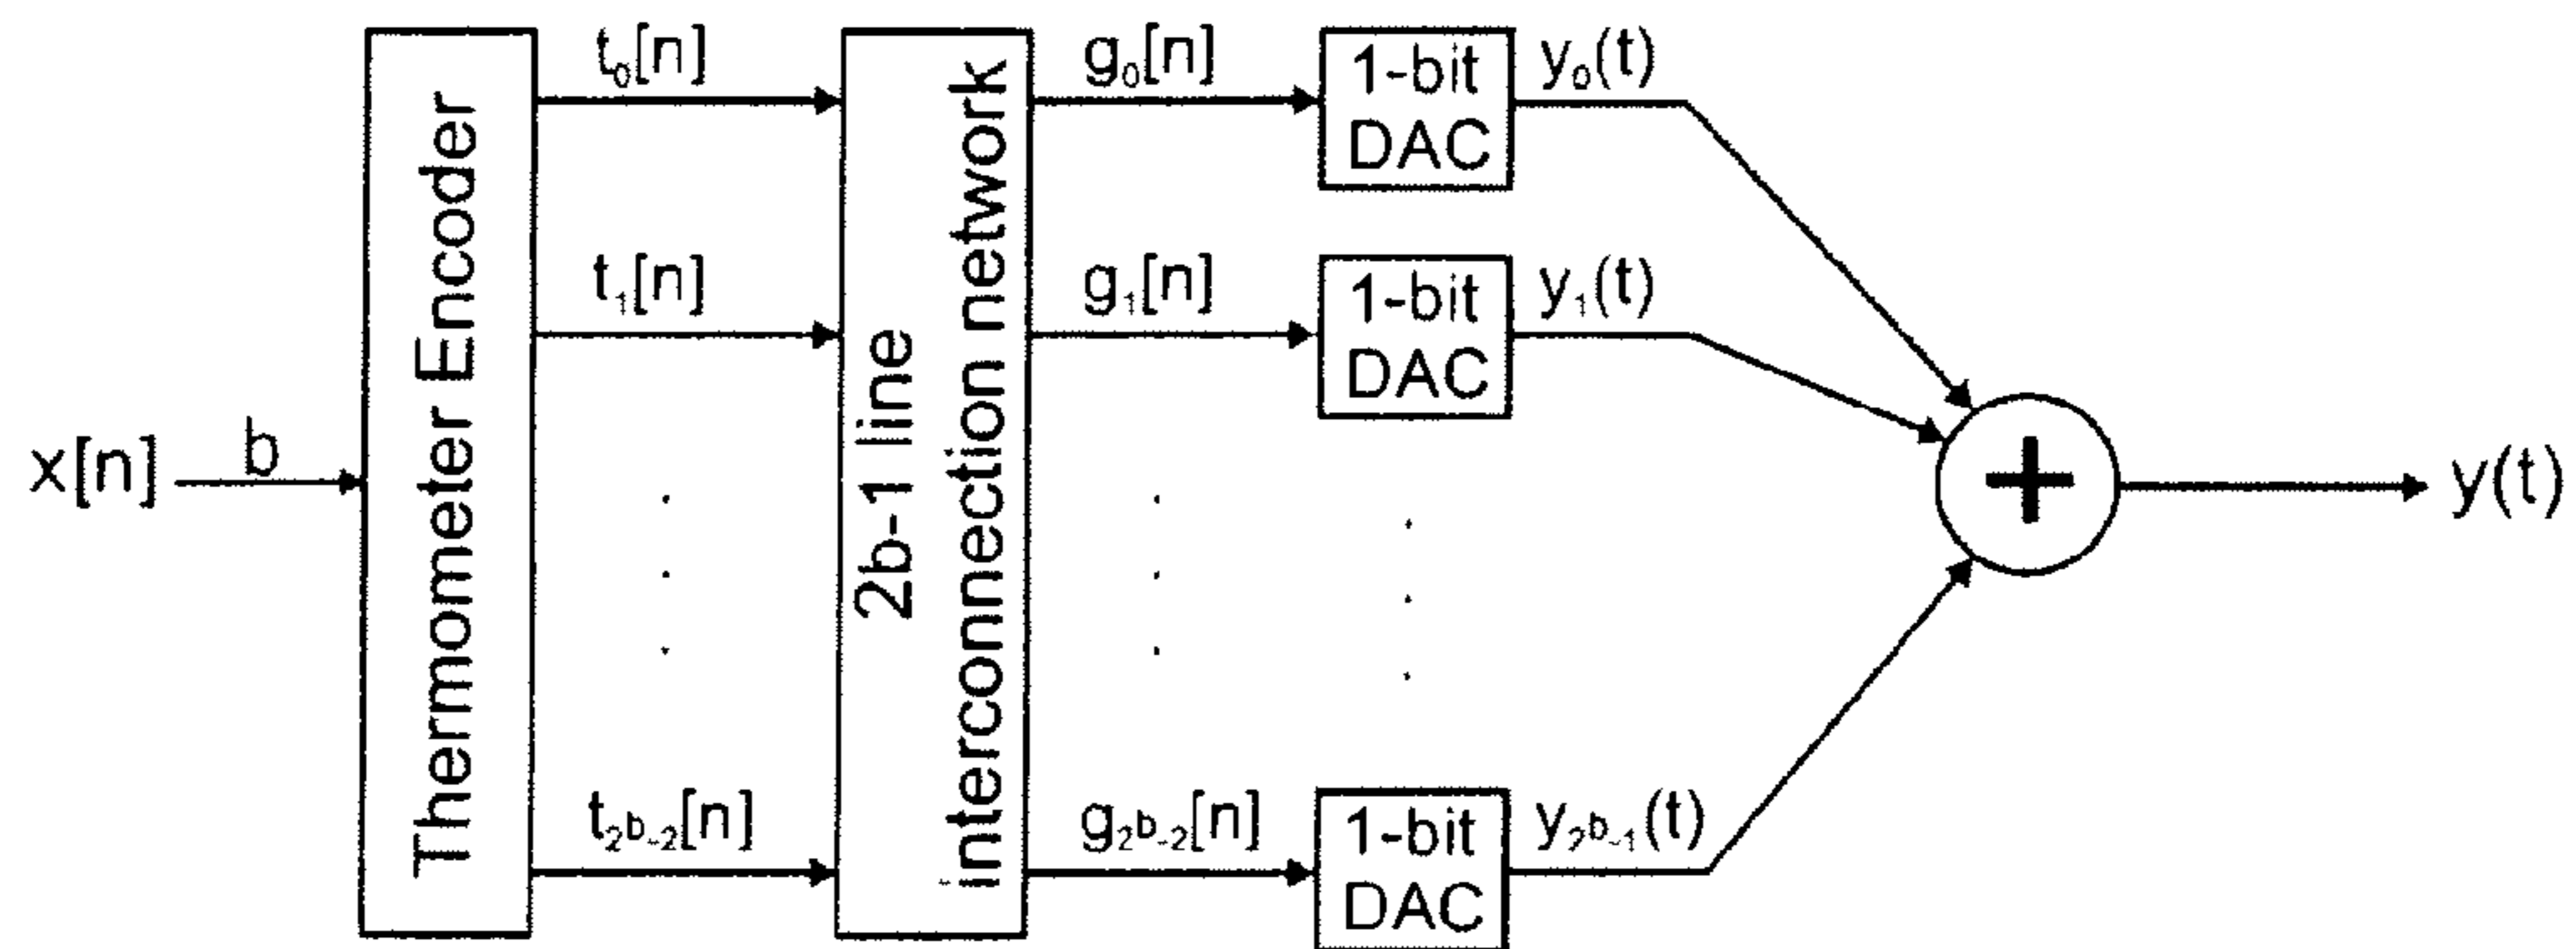 x[n]
b
Thermometer Encoder
t₀[n]
t₁[n]
t₂b₋₂[n]
2b-1 line
interconnection network
g₀[n]
g₁[n]
g₂b₋₂[n]
1-bit
DAC
1-bit
DAC
1-bit
DAC
y₀(t)
y₁(t)
y₂b₋₁(t)
+
y(t)